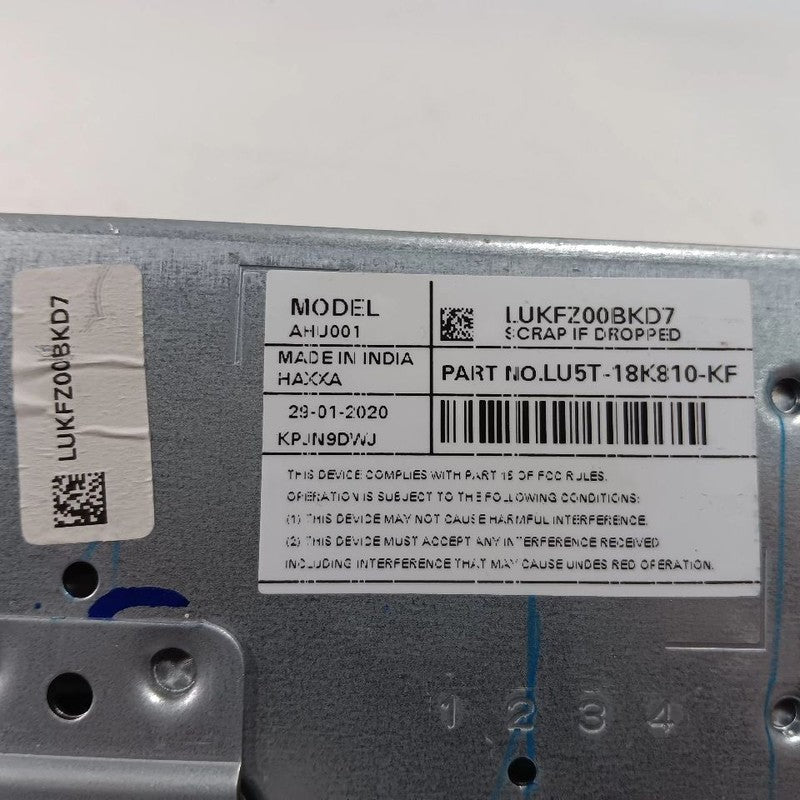 LUKFZ00BKD7
MODEL
AHU001
LUKFZ00BKD7
SCRAP IF DROPPED
MADE IN INDIA
HAXXA
PART NO.LU5T-18K810-KF
29-01-2020
KPJN9DWJ
THIS DEVICE COMPLIES WITH PART 15 OF FCC RULES.
OPERATION IS SUBJECT TO THE FOLLOWING CONDITIONS:
(1) THIS DEVICE MAY NOT CAUSE HARMFUL INTERFERENCE.
(2) THIS DEVICE MUST ACCEPT ANY INTERFERENCE RECEIVED
INCLUDING INTERFERENCE THAT MAY CAUSE UNDES RED OPERATION.
1 2 3 4